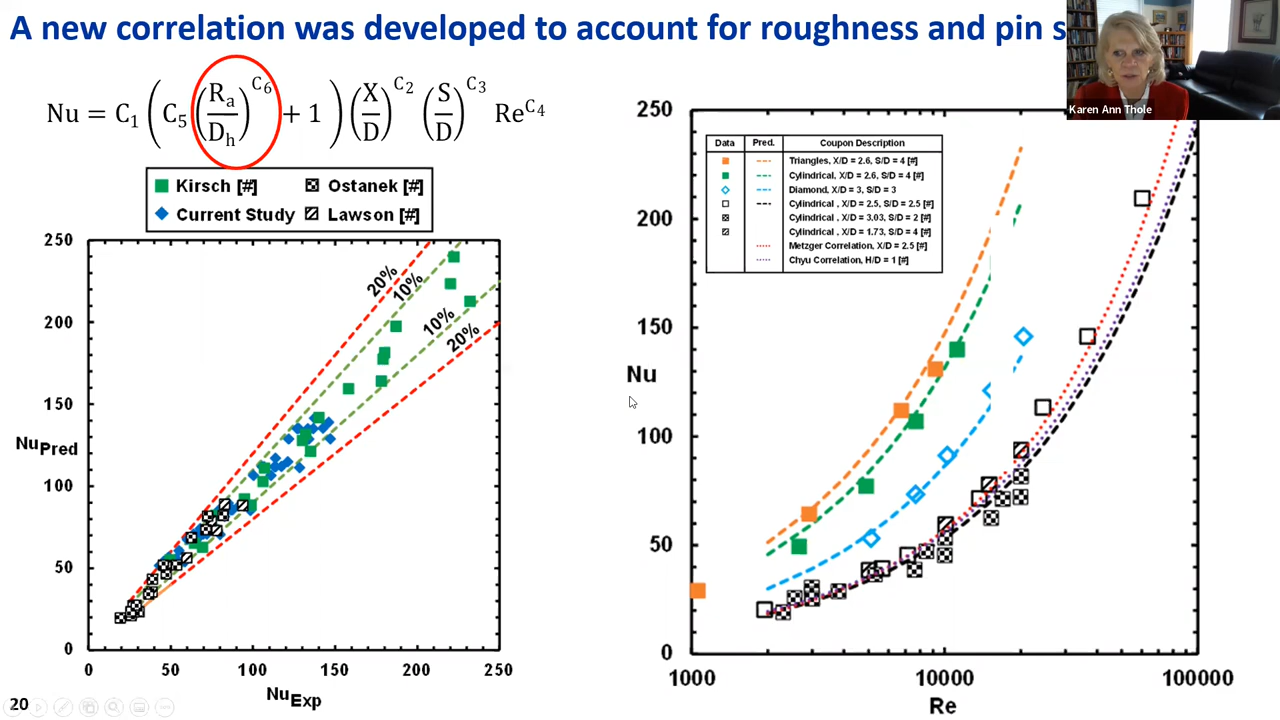 A new correlation was developed to account for roughness and pin s
Karen Ann Thole
Nu = C1 ( C5 (Ra/Dh)^C6 + 1 ) (X/D)^C2 (S/D)^C3 Re^C4
Kirsch [#] Ostanek [#]
Current Study Lawson [#]
250
200
150
100
50
0
NuPred
20%
10%
10%
20%
0 50 100 150 200 250
NuExp
250
200
150
100
50
0
Nu
Data Pred. Coupon Description
Triangles, X/D = 2.6, S/D = 4 [#]
Cylindrical, X/D = 2.6, S/D = 4 [#]
Diamond, X/D = 3, S/D = 3
Cylindrical , X/D = 2.5, S/D = 2.5 [#]
Cylindrical , X/D = 3.03, S/D = 2 [#]
Cylindrical , X/D = 1.73, S/D = 4 [#]
Metzger Correlation, X/D = 2.5 [#]
Chyu Correlation, H/D = 1 [#]
1000 10000 100000
Re
20